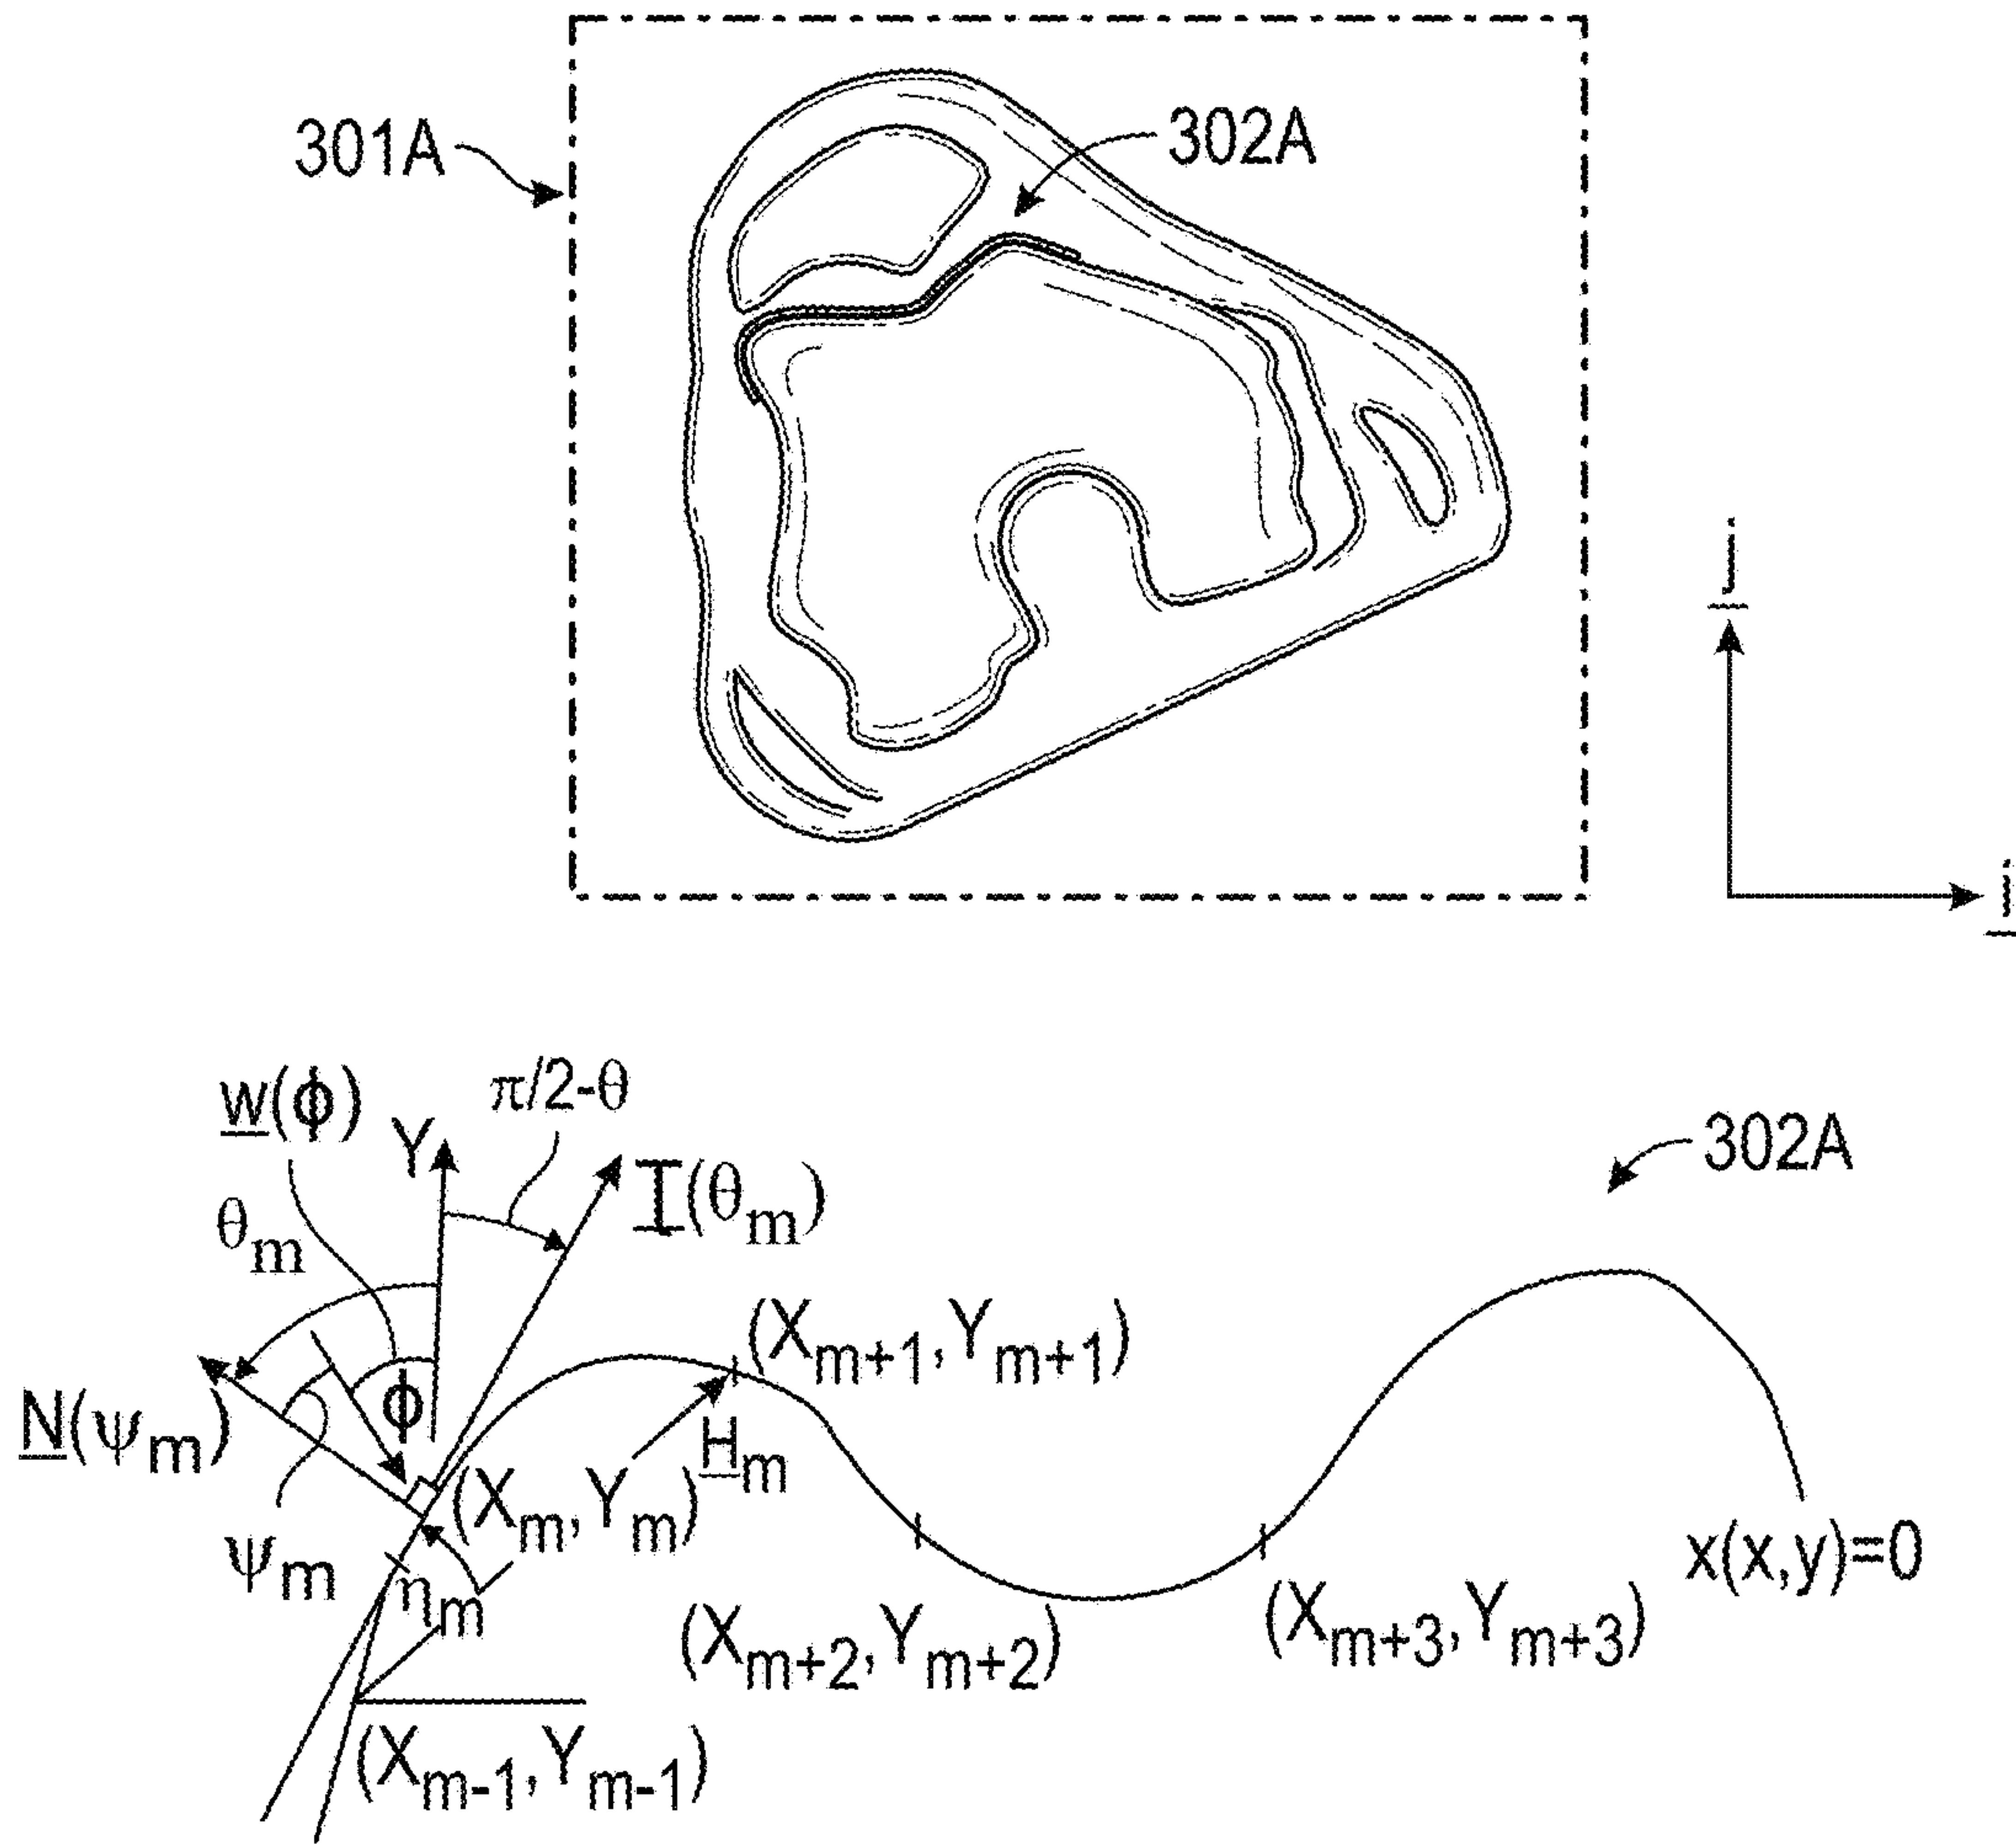 301A
302A
j
i
w(ϕ)
Y
π/2-θ
I(θm)
302A
θm
(Xm+1,Ym+1)
N(ψm)
ϕ
Hm
(Xm,Ym)
ψm
ηm
x(x,y)=0
(Xm+2,Ym+2)
(Xm+3,Ym+3)
(Xm-1,Ym-1)